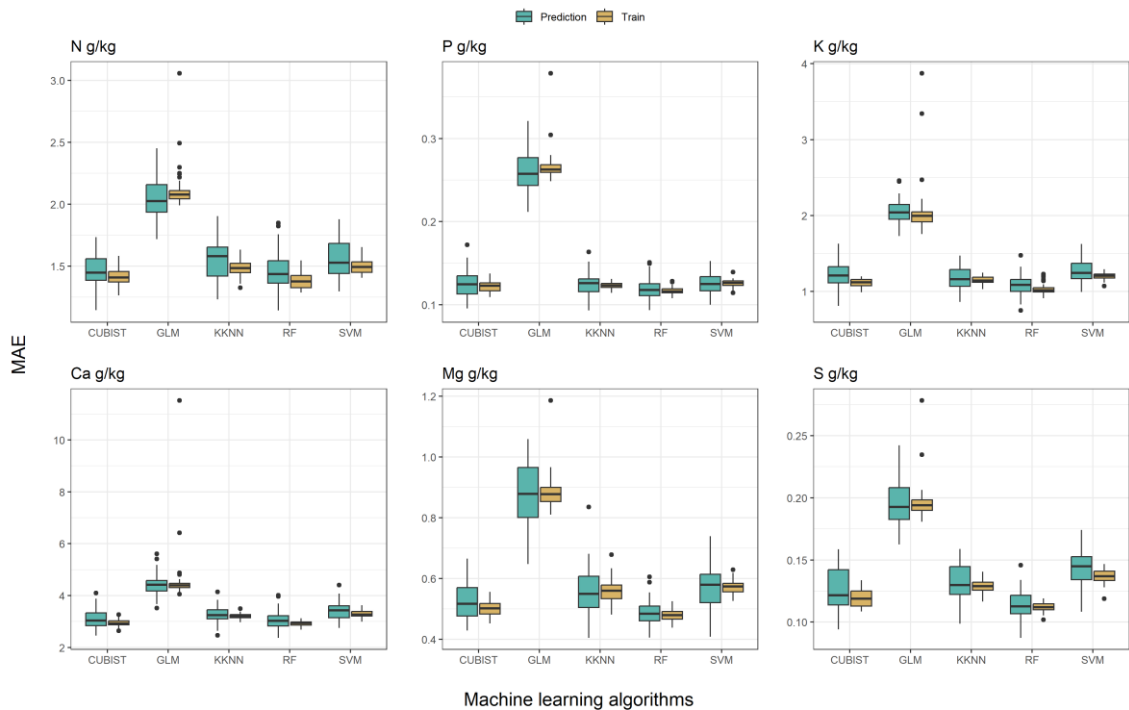 Prediction Train
N g/kg P g/kg K g/kg
3.0
2.5
2.0
1.5
CUBIST GLM KKNN RF SVM
0.3
0.2
0.1
CUBIST GLM KKNN RF SVM
4
3
2
1
CUBIST GLM KKNN RF SVM
MAE
Ca g/kg Mg g/kg S g/kg
10
8
6
4
2
CUBIST GLM KKNN RF SVM
1.2
1.0
0.8
0.6
0.4
CUBIST GLM KKNN RF SVM
0.25
0.20
0.15
0.10
CUBIST GLM KKNN RF SVM
Machine learning algorithms